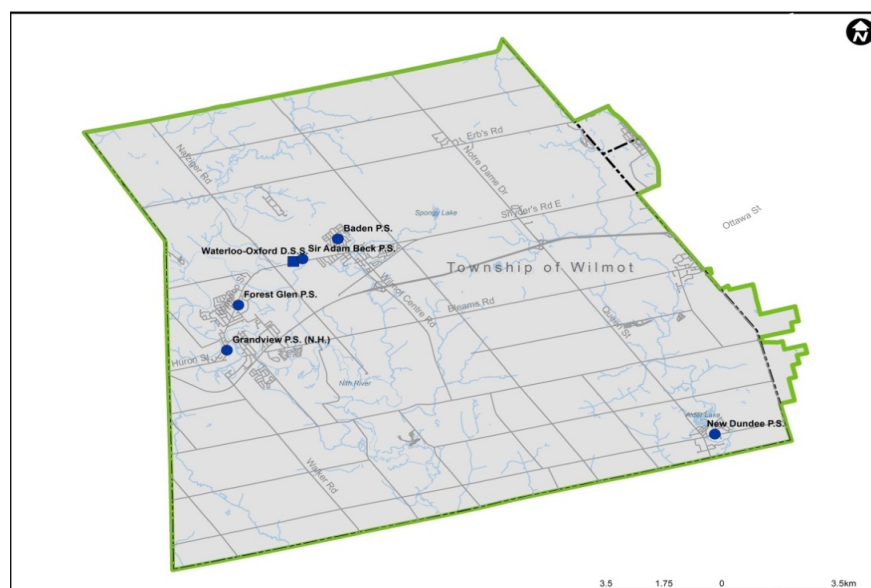 N
Erb's Rd
Nafziger Rd
Notre Dame Dr
Snyder's Rd E
Spongy Lake
Ottawa St
Baden P.S.
Waterloo-Oxford D.S.S.
Sir Adam Beck P.S.
Township of Wilmot
Forest Glen P.S.
Wilmot Centre Rd
Bleams Rd
Queen St
Grandview P.S. (N.H.)
Huron St
Nith River
Alder Lake
New Dundee P.S.
Walker Rd
3.5 1.75 0 3.5km